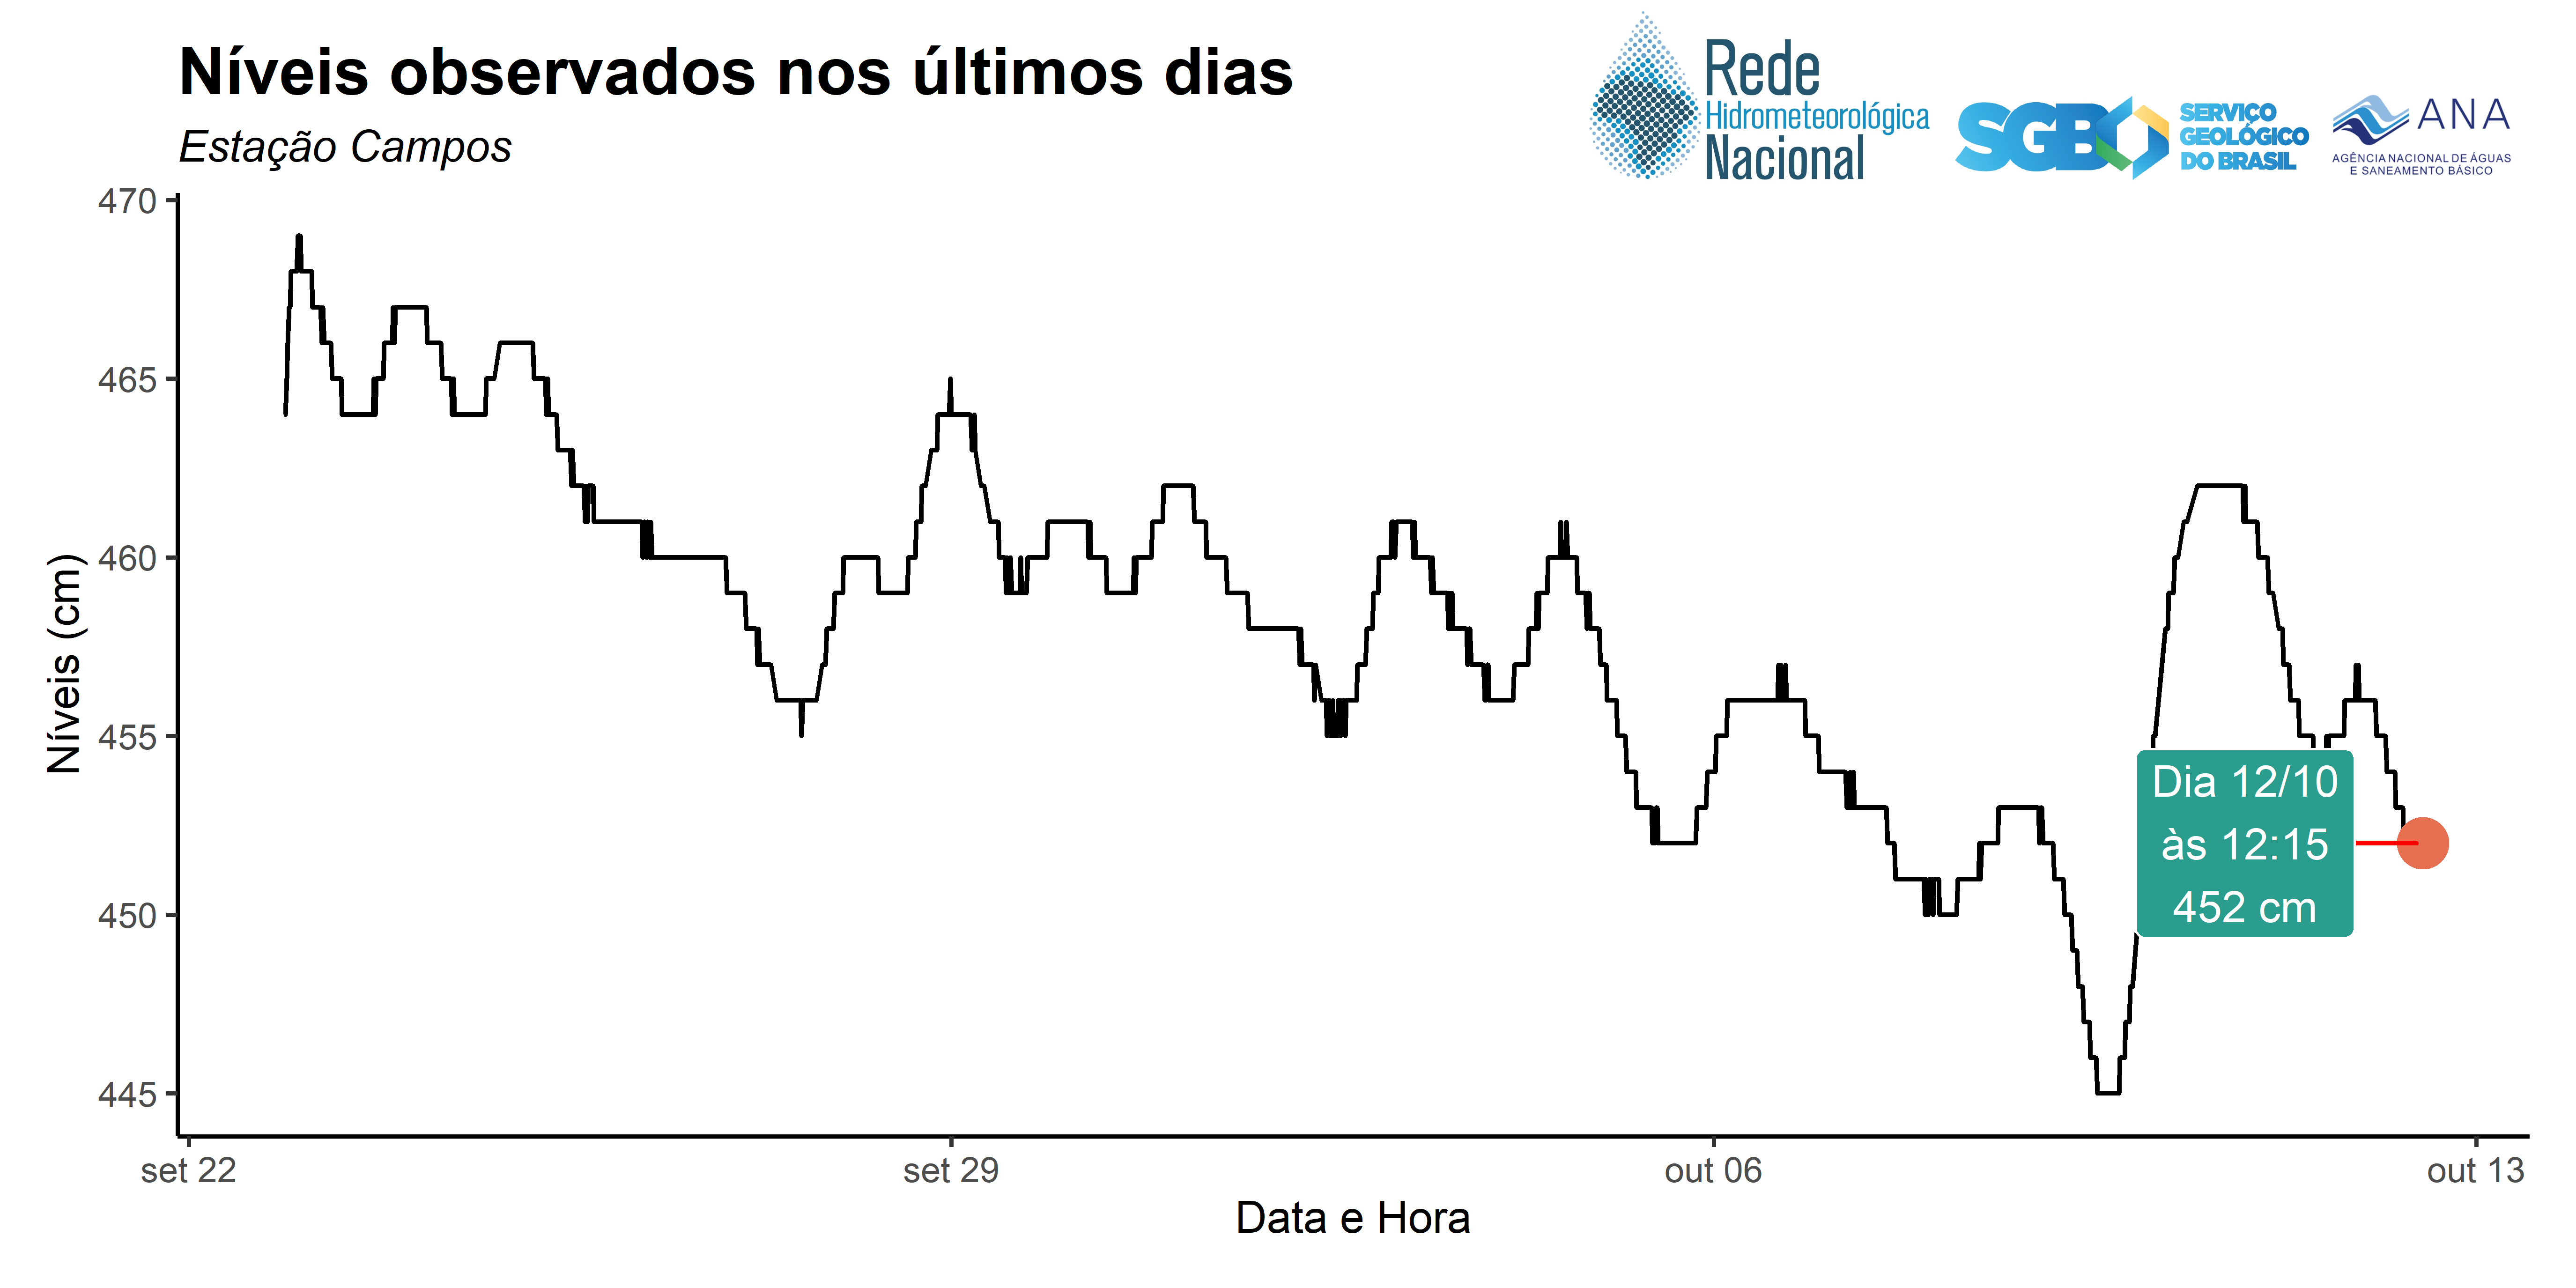 Níveis observados nos últimos dias
Estação Campos
Rede
Hidrometeorológica
Nacional
SGB
SERVIÇO
GEOLÓGICO
DO BRASIL
ANA
AGÊNCIA NACIONAL DE ÁGUAS
E SANEAMENTO BÁSICO
Níveis (cm)
470
465
460
455
450
445
Dia 12/10
às 12:15
452 cm
set 22
set 29
out 06
out 13
Data e Hora